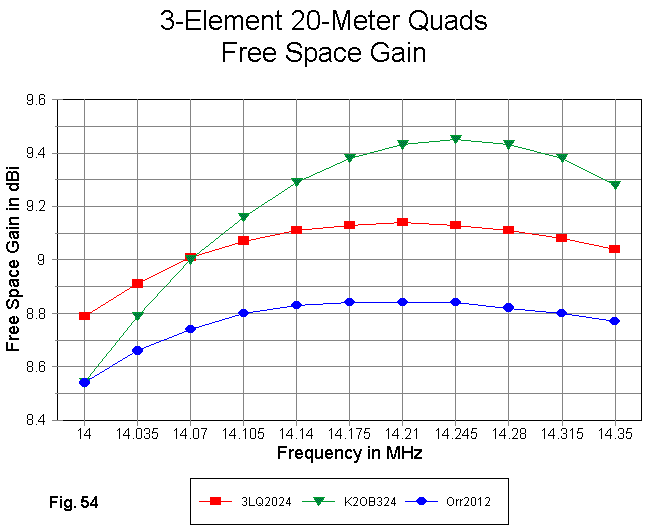 3-Element 20-Meter Quads
Free Space Gain
Free Space Gain in dBi
9.6
9.4
9.2
9
8.8
8.6
8.4
14 14.035 14.07 14.105 14.14 14.175 14.21 14.245 14.28 14.315 14.35
Frequency in MHz
Fig. 54
3LQ2024 K2OB324 Orr2012